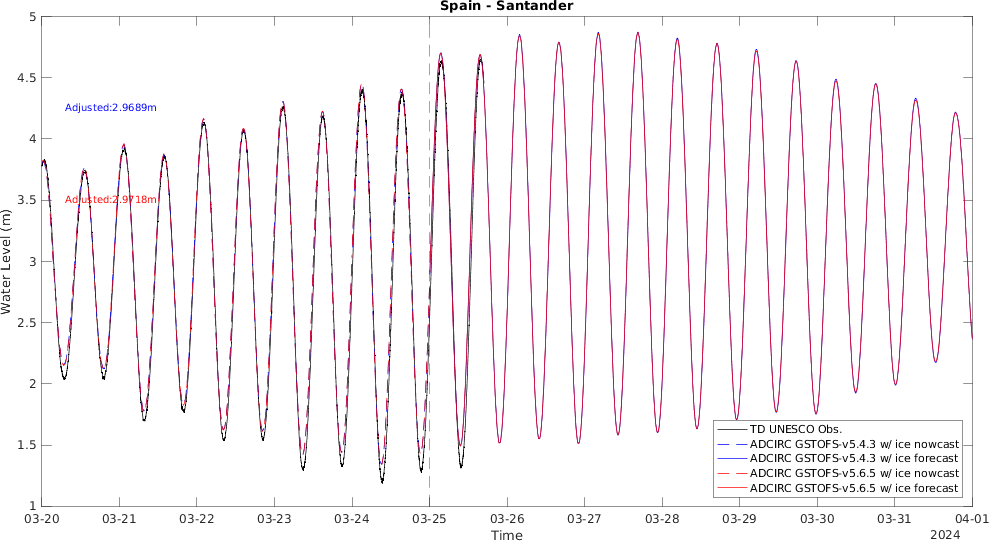 Spain - Santander
5
4.5
4
3.5
3
2.5
2
1.5
1
Water Level (m)
Adjusted:2.9689m
Adjusted:2.9718m
TD UNESCO Obs.
ADCIRC GSTOFS-v5.4.3 w/ ice nowcast
ADCIRC GSTOFS-v5.4.3 w/ ice forecast
ADCIRC GSTOFS-v5.6.5 w/ ice nowcast
ADCIRC GSTOFS-v5.6.5 w/ ice forecast
03-20 03-21 03-22 03-23 03-24 03-25 03-26 03-27 03-28 03-29 03-30 03-31 04-01
Time
2024